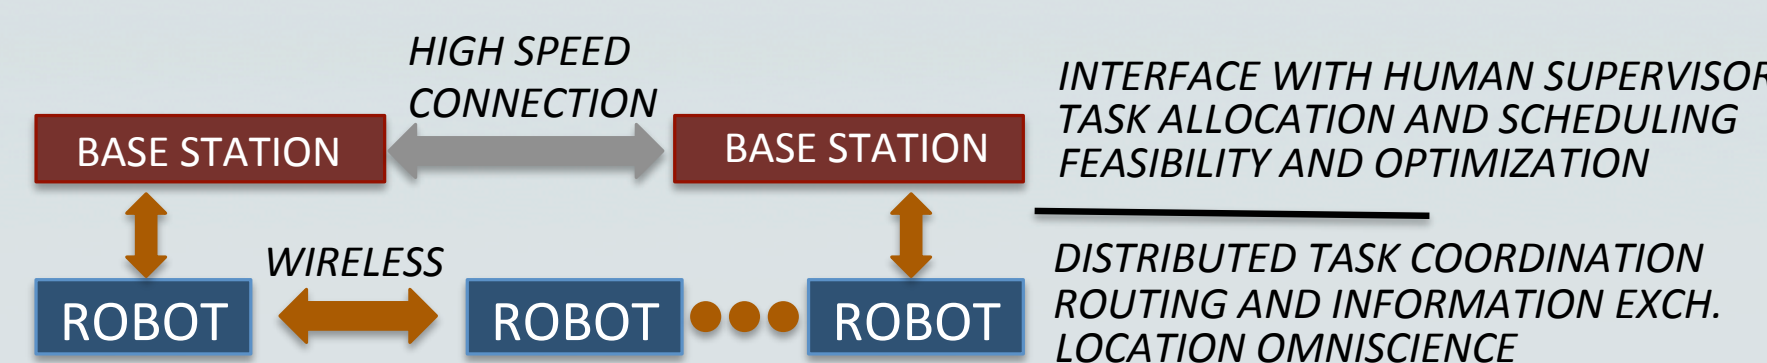 HIGH SPEED
CONNECTION
BASE STATION
BASE STATION
INTERFACE WITH HUMAN SUPERVISOR
TASK ALLOCATION AND SCHEDULING
FEASIBILITY AND OPTIMIZATION
WIRELESS
ROBOT
ROBOT
ROBOT
DISTRIBUTED TASK COORDINATION
ROUTING AND INFORMATION EXCH.
LOCATION OMNISCIENCE